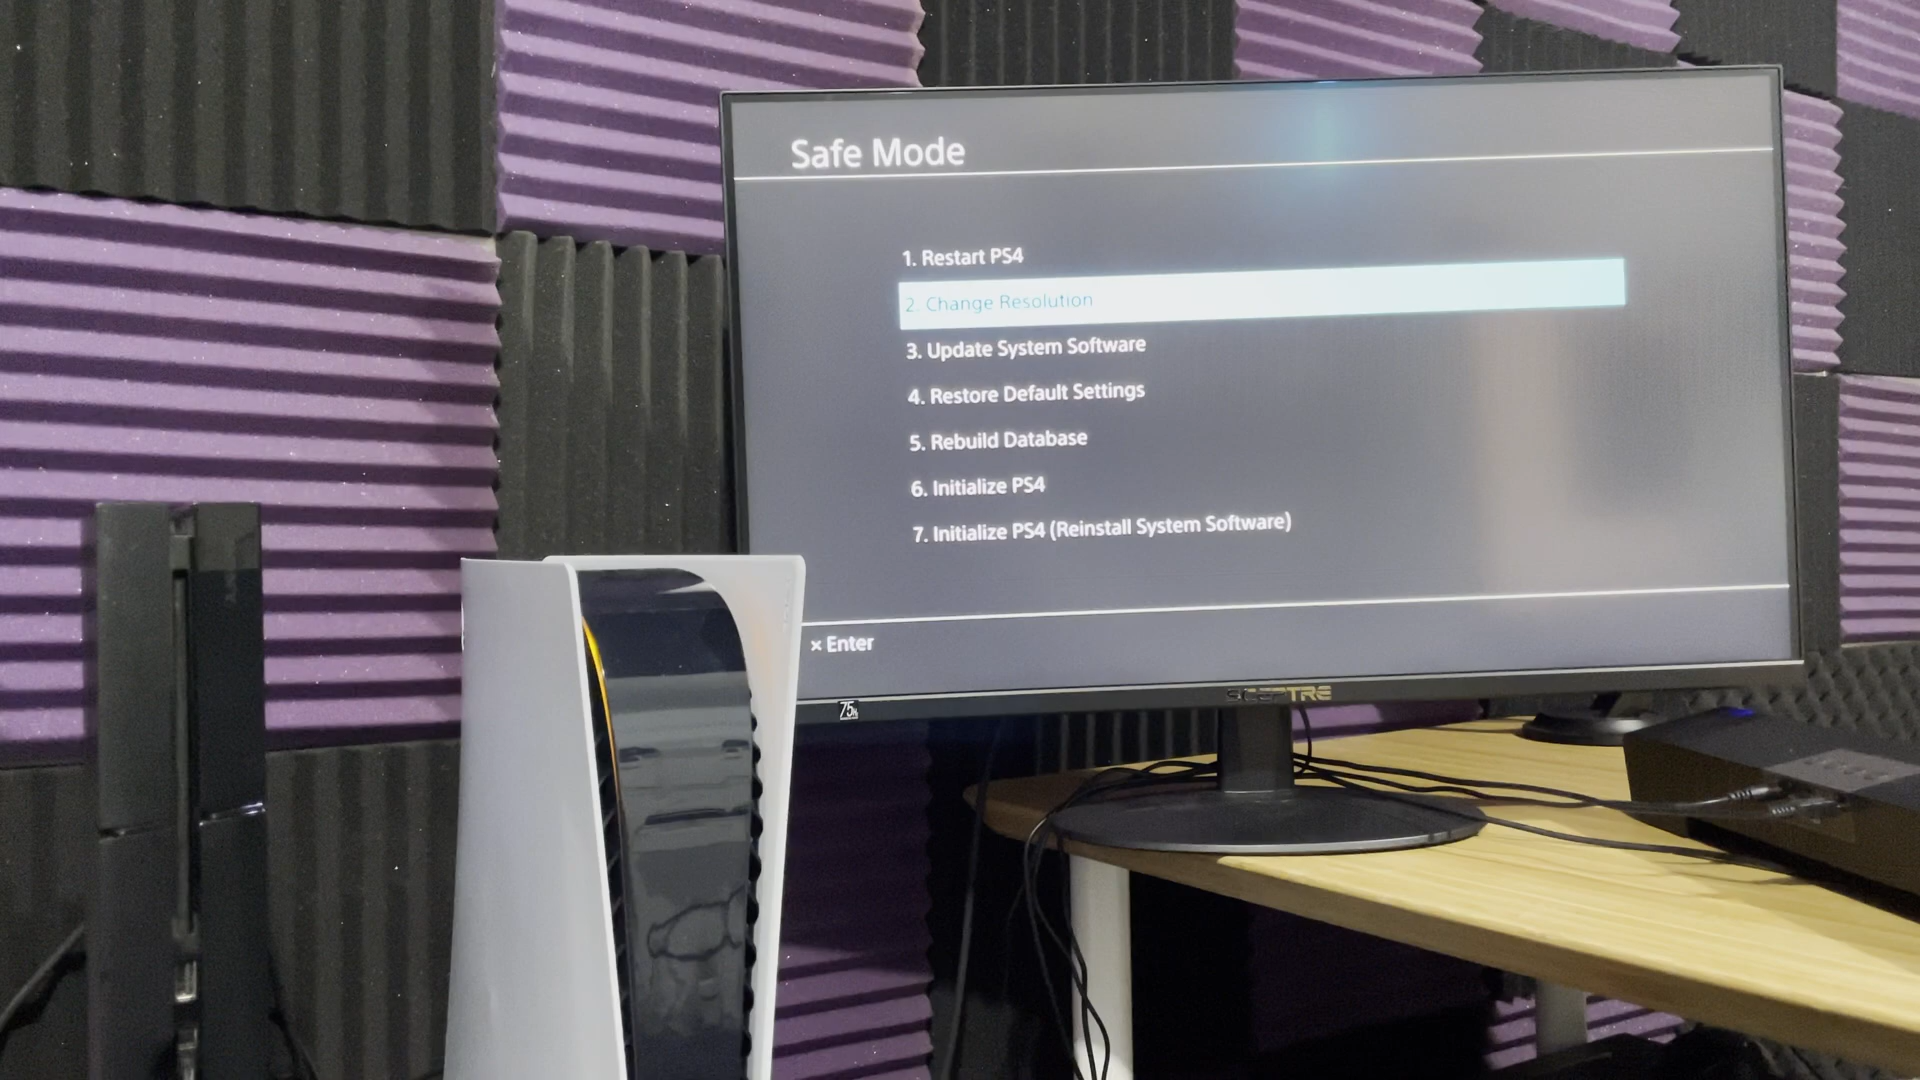 Safe Mode
1. Restart PS4
2. Change Resolution
3. Update System Software
4. Restore Default Settings
5. Rebuild Database
6. Initialize PS4
7. Initialize PS4 (Reinstall System Software)
× Enter
75
SCEPTRE